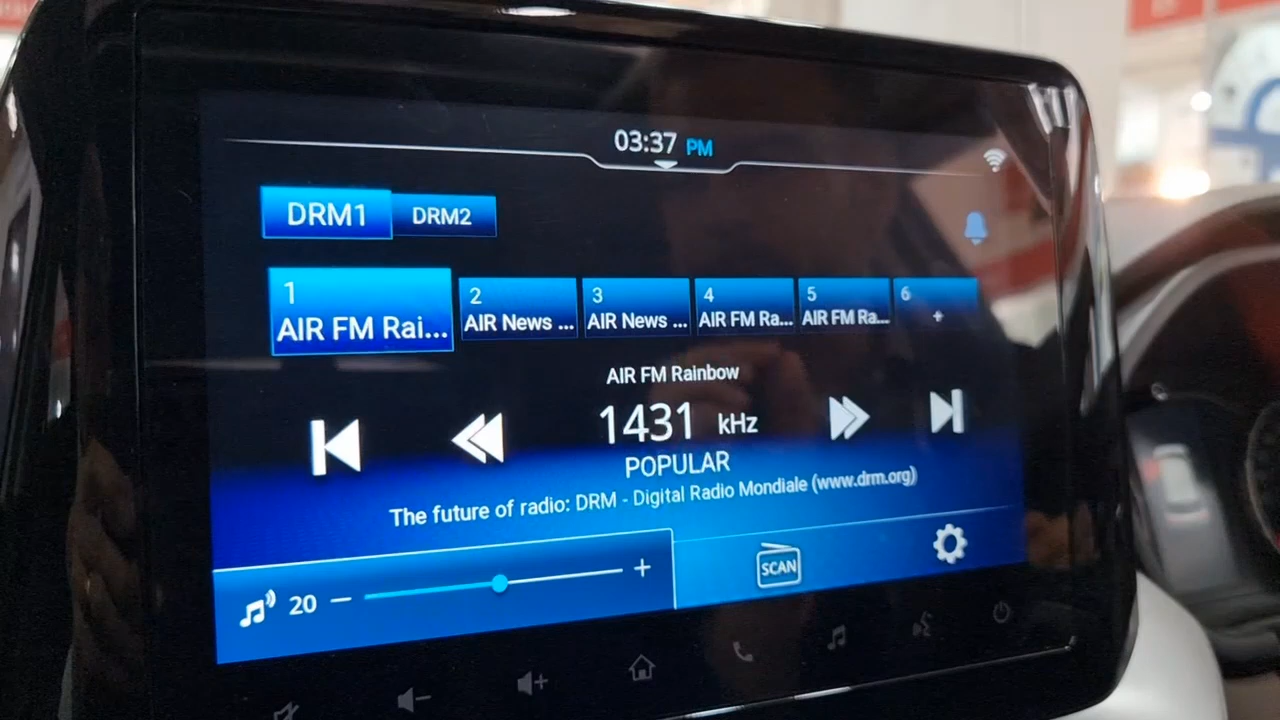 03:37 PM
DRM1 DRM2
1 2 3 4 5 6
AIR FM Rai... AIR News ... AIR News ... AIR FM Ra... AIR FM Ra... +
AIR FM Rainbow
1431 kHz
POPULAR
The future of radio: DRM - Digital Radio Mondiale (www.drm.org)
20 — +
SCAN